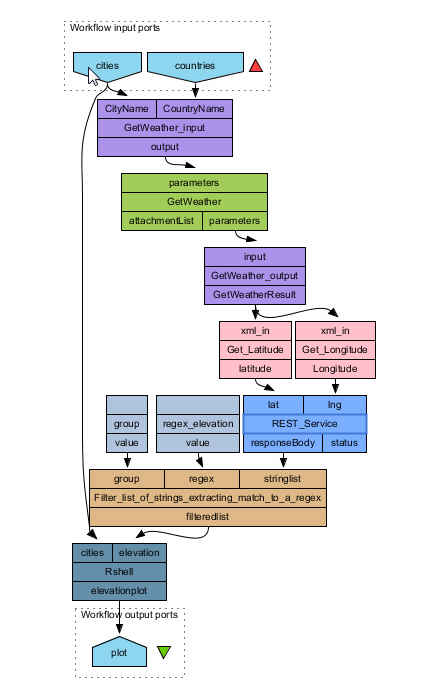 Workflow input ports
cities countries
CityName CountryName
GetWeather_input
output
parameters
GetWeather
attachmentList parameters
input
GetWeather_output
GetWeatherResult
xml_in xml_in
Get_Latitude Get_Longitude
latitude Longitude
lat lng
group regex_elevation REST_Service
value value responseBody status
group regex stringlist
Filter_list_of_strings_extracting_match_to_a_regex
filteredlist
cities elevation
Rshell
elevationplot
Workflow output ports
plot